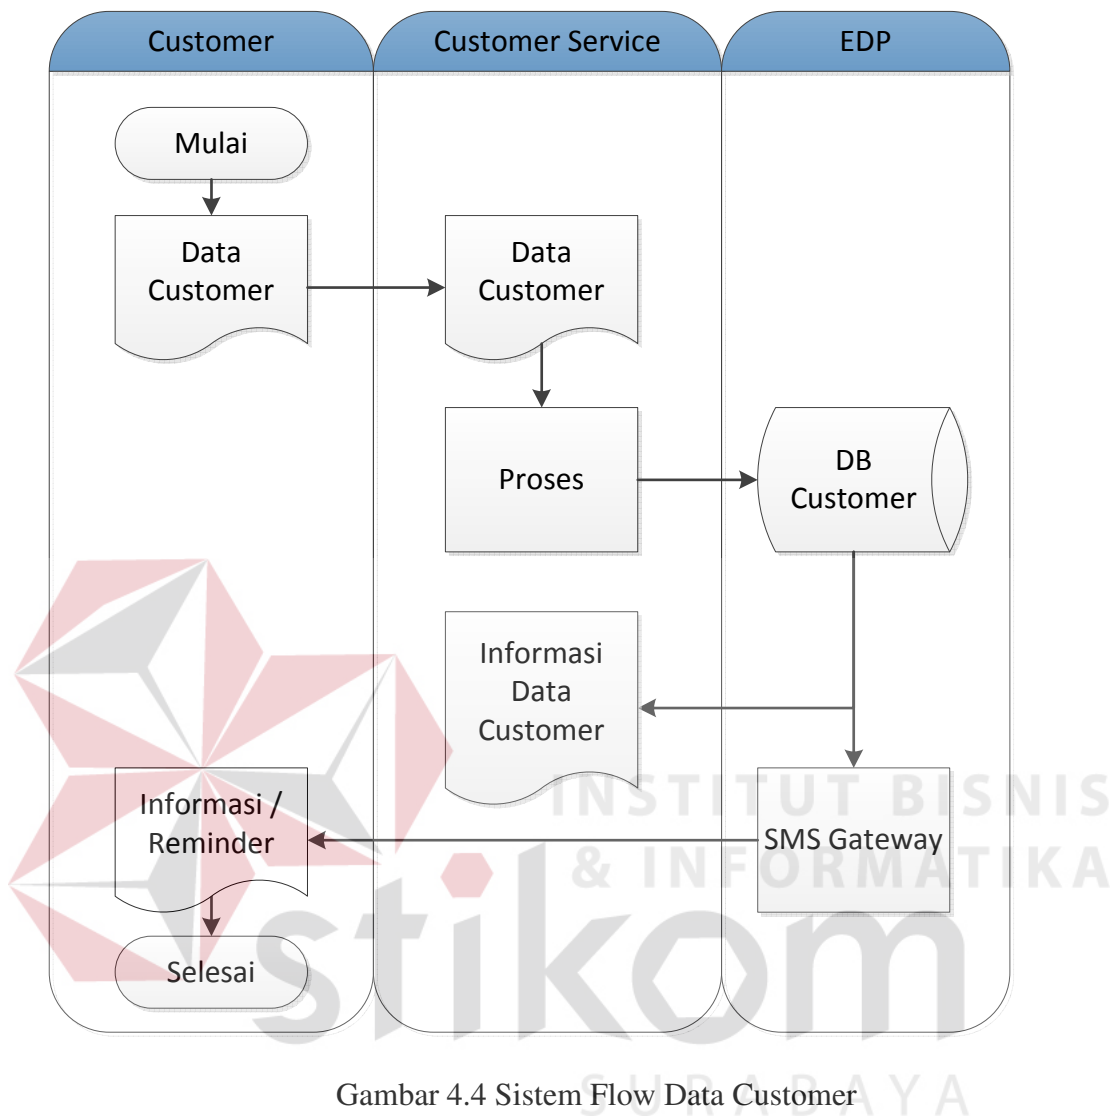 Customer
Customer Service
EDP
Mulai
Data
Customer
Data
Customer
Proses
DB
Customer
Informasi
Data
Customer
Informasi /
Reminder
SMS Gateway
Selesai
INSTITUT BISNIS
& INFORMATIKA
stikom
SURABAYA
Gambar 4.4 Sistem Flow Data Customer